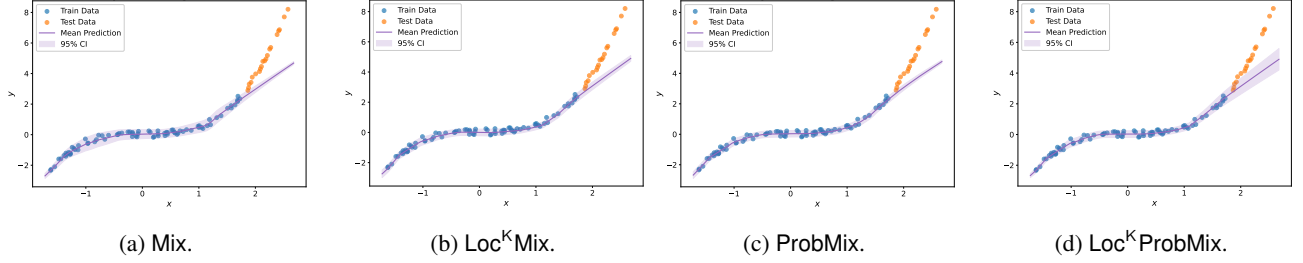 Train Data
Test Data
Mean Prediction
95% CI
8
6
4
2
0
−2
y
−1
0
1
2
x
(a) Mix.
Train Data
Test Data
Mean Prediction
95% CI
8
6
4
2
0
−2
y
−1
0
1
2
x
(b) Loc^K Mix.
Train Data
Test Data
Mean Prediction
95% CI
8
6
4
2
0
−2
y
−1
0
1
2
x
(c) ProbMix.
Train Data
Test Data
Mean Prediction
95% CI
8
6
4
2
0
−2
y
−1
0
1
2
x
(d) Loc^K ProbMix.